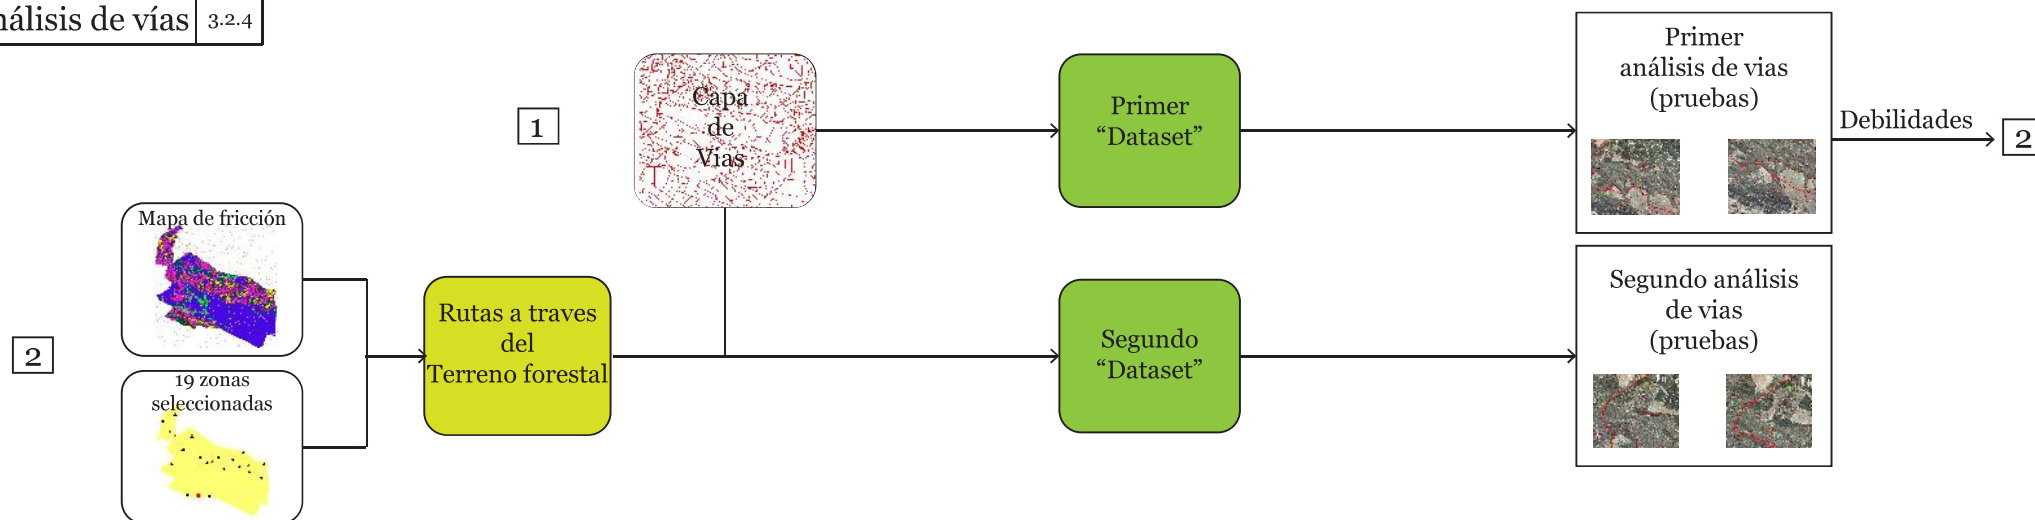 nálisis de vías
3.2.4
1
Capa
de
Vias
Primer
“Dataset”
Primer
análisis de vias
(pruebas)
Debilidades
2
2
Mapa de fricción
19 zonas
seleccionadas
Rutas a traves
del
Terreno forestal
Segundo
“Dataset”
Segundo análisis
de vias
(pruebas)